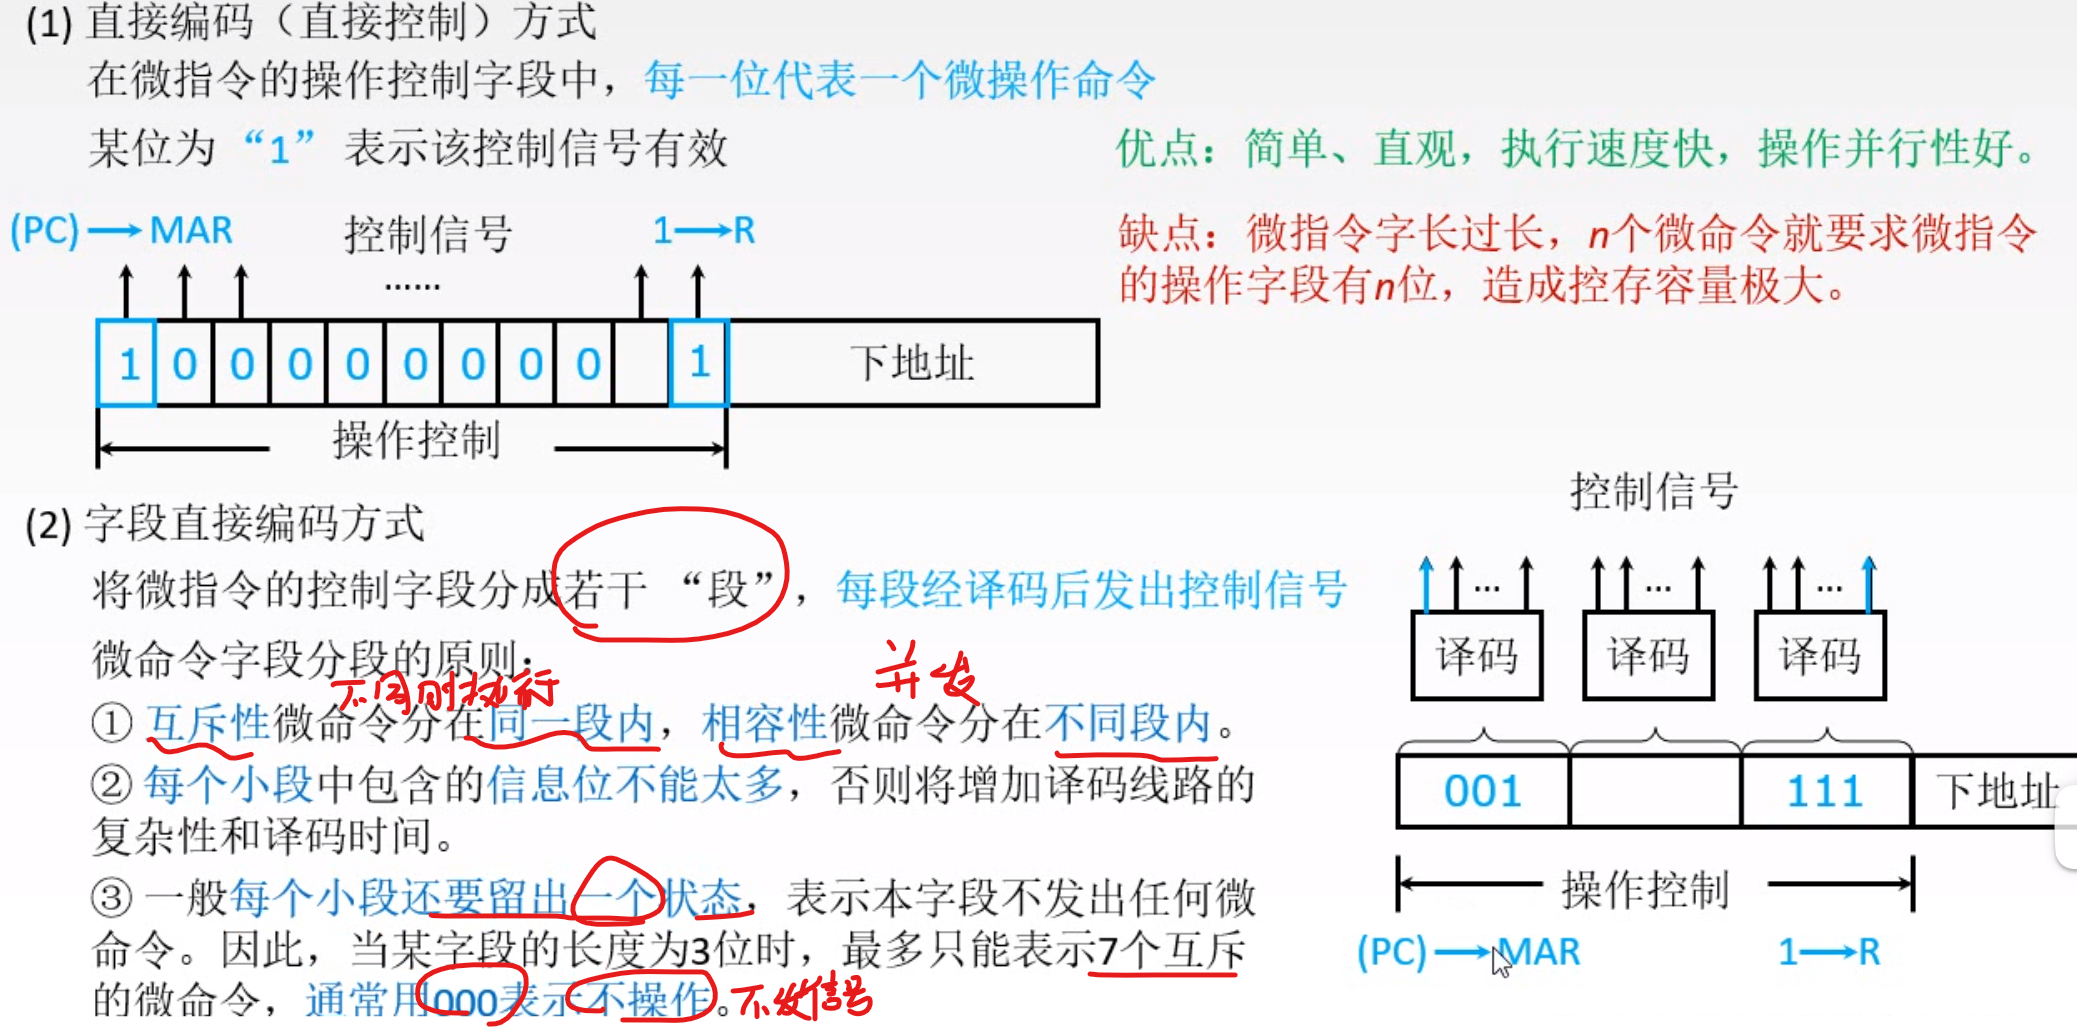 (1) 直接编码（直接控制）方式
在微指令的操作控制字段中，每一位代表一个微操作命令
某位为 “1” 表示该控制信号有效
优点：简单、直观，执行速度快，操作并行性好。
缺点：微指令字长过长，n个微命令就要求微指令
的操作字段有n位，造成控存容量极大。
(PC)→MAR 控制信号 1→R
……
1 0 0 0 0 0 0 0 0 1 下地址
操作控制
(2) 字段直接编码方式
将微指令的控制字段分成若干 “段”，每段经译码后发出控制信号
微命令字段分段的原则：
不同时执行 并发
① 互斥性微命令分在同一段内，相容性微命令分在不同段内。
② 每个小段中包含的信息位不能太多，否则将增加译码线路的
复杂性和译码时间。
③ 一般每个小段还要留出一个状态，表示本字段不发出任何微
命令。因此，当某字段的长度为3位时，最多只能表示7个互斥
的微命令，通常用000表示不操作。不发信号
控制信号
... ... ...
译码 译码 译码
001 111 下地址
操作控制
(PC)→MAR 1→R